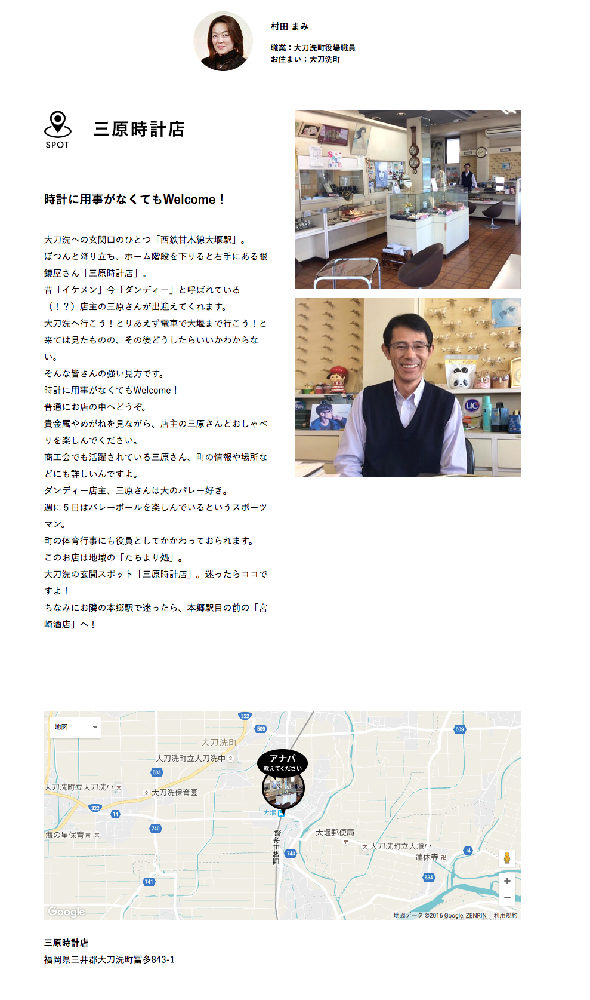 村田 まみ
職業：大刀洗町役場職員
お住まい：大刀洗町
SPOT
三原時計店
時計に用事がなくてもWelcome！
大刀洗への玄関口のひとつ「西鉄甘木線大堰駅」。
ぽつんと降り立ち、ホーム階段を下りると右手にある眼
鏡屋さん「三原時計店」。
昔「イケメン」今「ダンディー」と呼ばれている
（！？）店主の三原さんが出迎えてくれます。
大刀洗へ行こう！とりあえず電車で大堰まで行こう！と
来ては見たものの、その後どうしたらいいかわからな
い。
そんな皆さんの強い見方です。
時計に用事がなくてもWelcome！
普通にお店の中へどうぞ。
貴金属やめがねを見ながら、店主の三原さんとおしゃべ
りを楽しんでください。
商工会でも活躍されている三原さん、町の情報や場所な
どにも詳しいんですよ。
ダンディー店主、三原さんは大のバレー好き。
週に５日はバレーボールを楽しんでいるというスポーツ
マン。
町の体育行事にも役員としてかかわっておられます。
このお店は地域の「たちより処」。
大刀洗の玄関スポット「三原時計店」。迷ったらココで
すよ！
ちなみにお隣の本郷駅で迷ったら、本郷駅目の前の「宮
崎酒店」へ！
SALE
UC
地図
322
509
509
大刀洗町
大刀洗町立大刀洗中 文
アナバ
教えてください
583
大刀洗町立大刀洗小 文
文 大刀洗保育園
322
14
大堰
740
海の星保育園 文
西鉄甘木線
大堰郵便局
〒
文 大刀洗町立大堰小
743
14
蓮休寺 卍
584
741
+
−
Google
地図データ ©2016 Google, ZENRIN 利用規約
三原時計店
福岡県三井郡大刀洗町冨多843-1